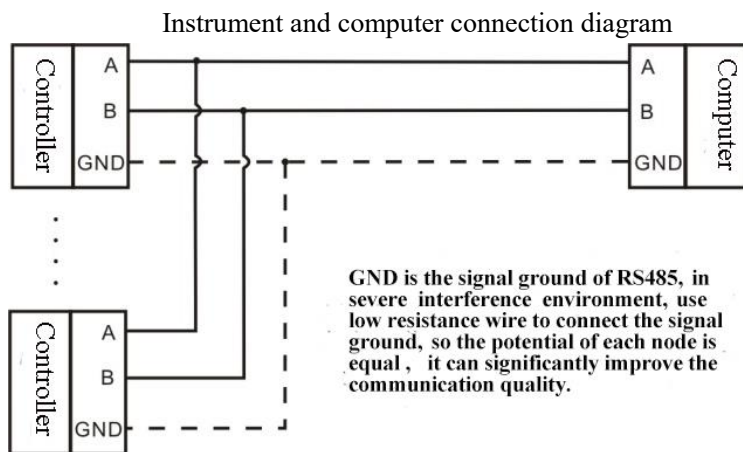 Instrument and computer connection diagram
Controller
A
B
GND
A
B
GND
Computer
Controller
A
B
GND
GND is the signal ground of RS485, in
severe interference environment, use
low resistance wire to connect the signal
ground, so the potential of each node is
equal , it can significantly improve the
communication quality.